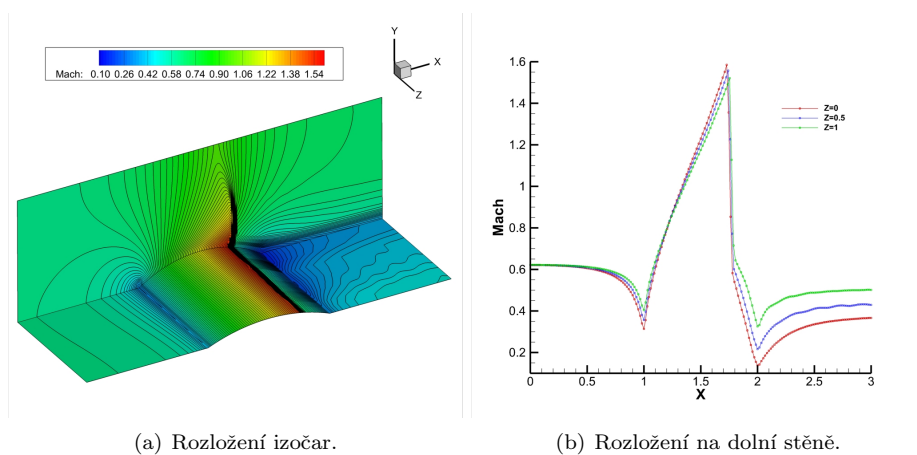 Mach: 0.10 0.26 0.42 0.58 0.74 0.90 1.06 1.22 1.38 1.54
Y
X
Z
1.6
1.4
1.2
1
0.8
0.6
0.4
0.2
Mach
0 0.5 1 1.5 2 2.5 3
X
Z=0
Z=0.5
Z=1
(a) Rozložení izočar.
(b) Rozložení na dolní stěně.